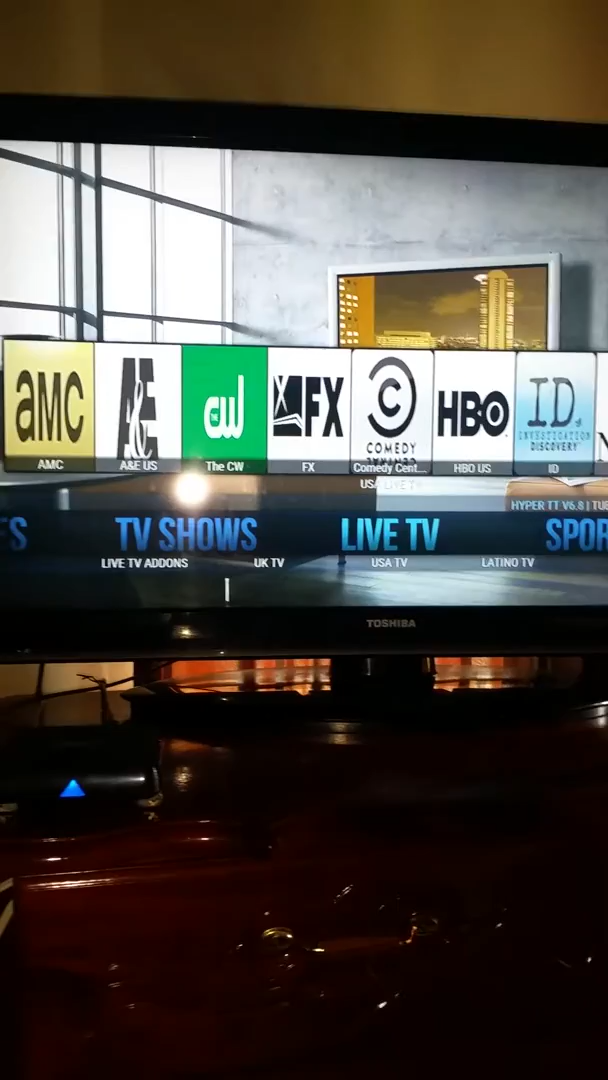 aMC
A&E
THE CW
FX
C
COMEDY
HBO
ID
INVESTIGATION
DISCOVERY
AMC
A&E US
The CW
FX
Comedy Cent...
HBO US
ID
USA LIVE TV
HYPER TT V6.8 | TUE
TV SHOWS
LIVE TV
SPOR
LIVE TV ADDONS
UK TV
USA TV
LATINO TV
TOSHIBA